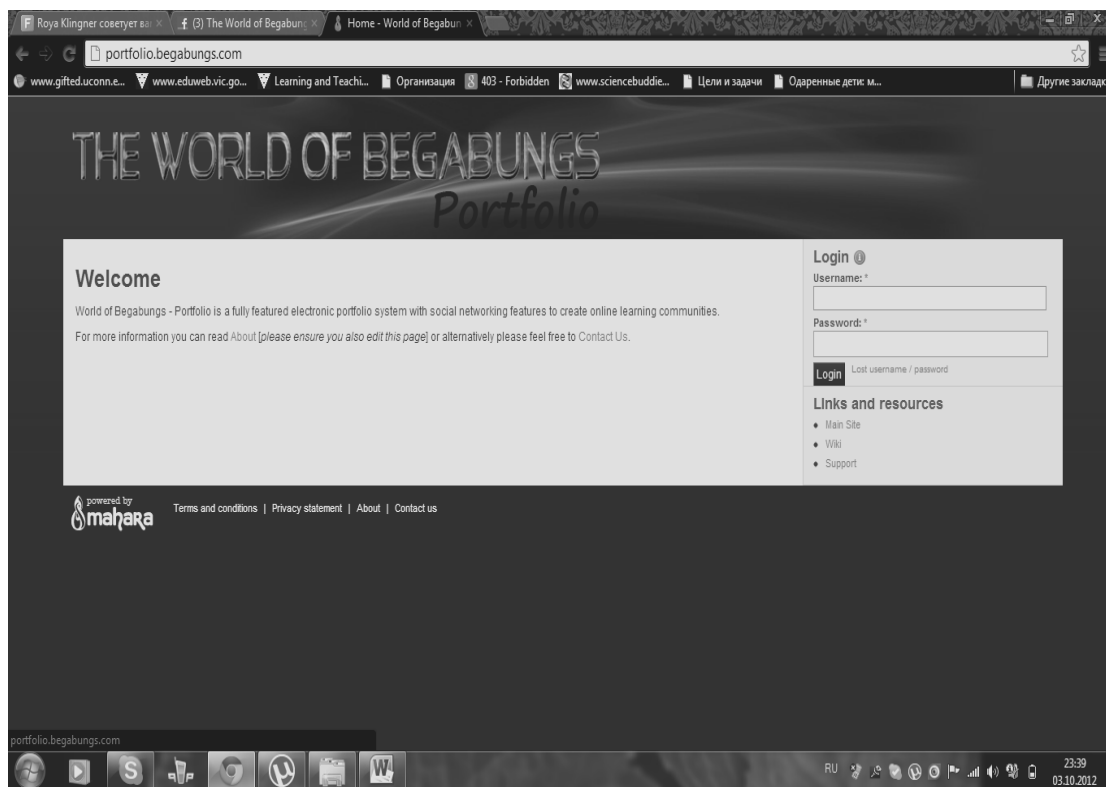 Roya Klingner советует ва
(3) The World of Begabung
Home - World of Begabun
portfolio.begabungs.com
www.gifted.uconn.e... www.eduweb.vic.go... Learning and Teachi... Организация 403 - Forbidden www.sciencebuddie... Цели и задачи Одаренные дети: м... Другие заклад
THE WORLD OF BEGABUNGS
Portfolio
Welcome
World of Begabungs - Portfolio is a fully featured electronic portfolio system with social networking features to create online learning communities.
For more information you can read About [please ensure you also edit this page] or alternatively please feel free to Contact Us.
Login
Username: *
Password: *
Login Lost username / password
Links and resources
Main Site
Wiki
Support
powered by
mahara
Terms and conditions | Privacy statement | About | Contact us
portfolio.begabungs.com
RU
23:39
03.10.2012